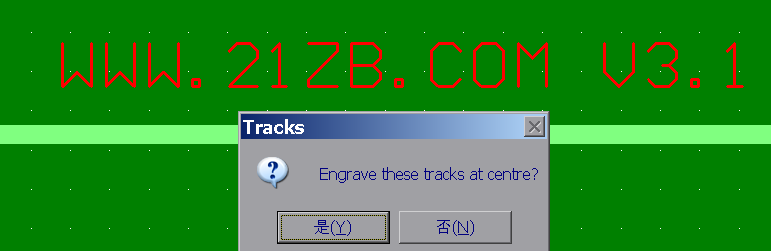 WWW.21ZB.COM V3.1
Tracks
Engrave these tracks at centre?
是(Y)
否(N)